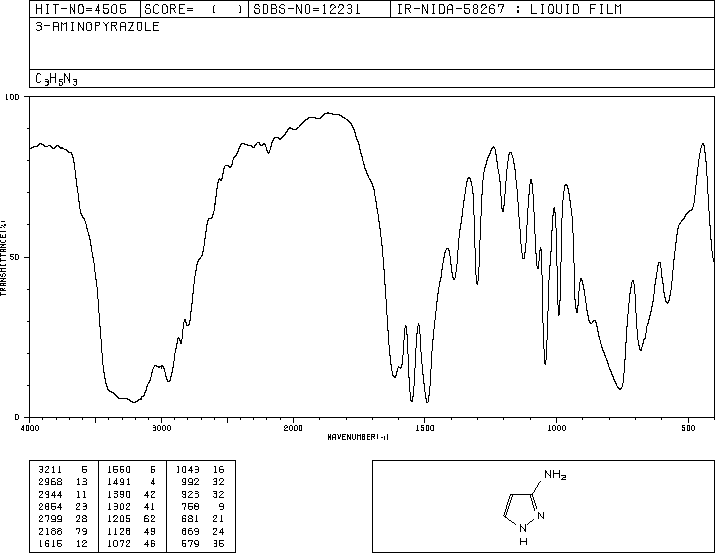 HIT-NO=4505 SCORE= ( ) SDBS-NO=12231 IR-NIDA-58267 : LIQUID FILM
3-AMINOPYRAZOLE
C3H5N3
100
TRANSMITTANCE(%)
50
0
4000 3000 2000 1500 1000 500
WAVENUMBER(-1)
3211 5 1550 5 1043 16
2968 13 1491 4 992 32
2944 11 1390 42 923 32
2854 23 1302 41 758 9
2799 28 1205 62 681 21
2188 79 1128 49 669 24
1615 12 1072 46 579 35
NH2
N
N
H